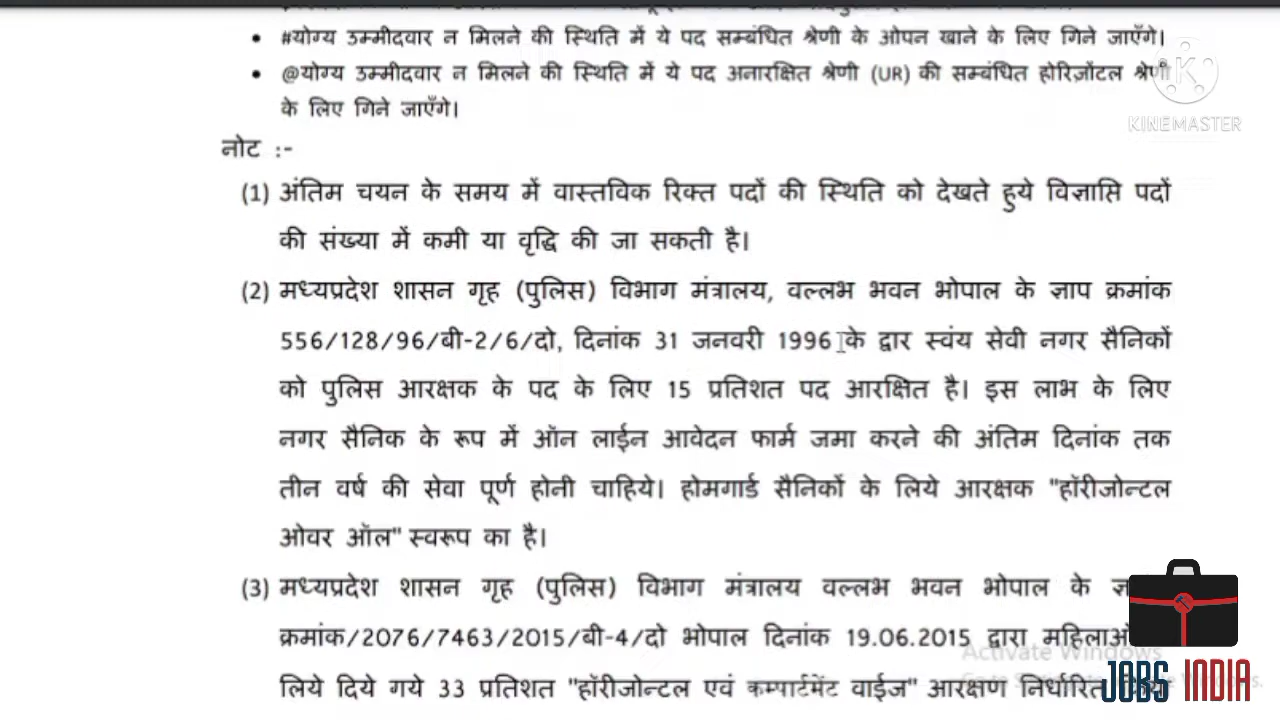 #योग्य उम्मीदवार न मिलने की स्थिति में ये पद सम्बंधित श्रेणी के ओपन खाने के लिए गिने जाएँगे।
@योग्य उम्मीदवार न मिलने की स्थिति में ये पद अनारक्षित श्रेणी (UR) की सम्बंधित होरिज़ोंटल श्रेणी
के लिए गिने जाएँगे।
KINEMASTER
नोट :-
(1) अंतिम चयन के समय में वास्तविक रिक्त पदों की स्थिति को देखते हुये विज्ञाप्ति पदों
की संख्या में कमी या वृद्धि की जा सकती है।
(2) मध्यप्रदेश शासन गृह (पुलिस) विभाग मंत्रालय, वल्लभ भवन भोपाल के ज्ञाप क्रमांक
556/128/96/बी-2/6/दो, दिनांक 31 जनवरी 1996 के द्वार स्वंय सेवी नगर सैनिकों
को पुलिस आरक्षक के पद के लिए 15 प्रतिशत पद आरक्षित है। इस लाभ के लिए
नगर सैनिक के रूप में ऑन लाईन आवेदन फार्म जमा करने की अंतिम दिनांक तक
तीन वर्ष की सेवा पूर्ण होनी चाहिये। होमगार्ड सैनिकों के लिये आरक्षक "हॉरीजोन्टल
ओवर ऑल" स्वरूप का है।
(3) मध्यप्रदेश शासन गृह (पुलिस) विभाग मंत्रालय वल्लभ भवन भोपाल के
क्रमांक/2076/7463/2015/बी-4/दो भोपाल दिनांक 19.06.2015 द्वारा
Activate Windows
लिये दिये गये 33 प्रतिशत "हॉरीजोन्टल एवं कम्पार्टमेंट वाईज" आरक्षण निर्धारित
JOBS INDIA